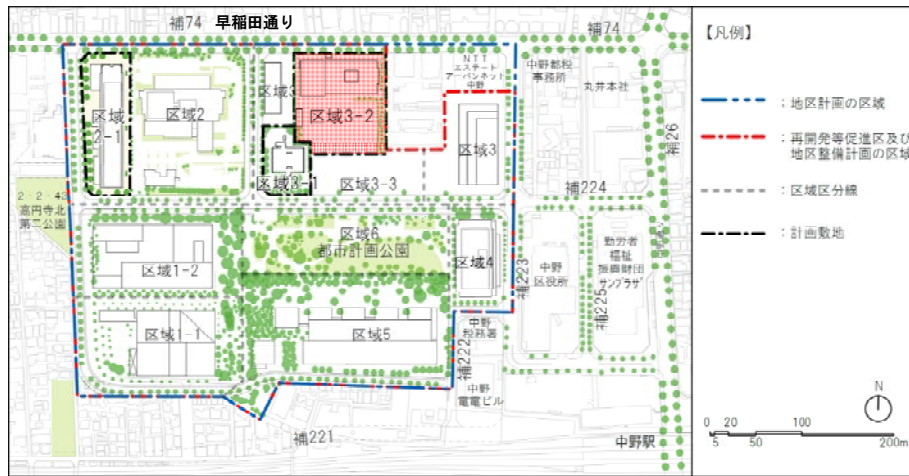 補74 早稲田通り
補74
NTT
エステート
アーバンネット
中野
中野都税
事務所
丸井本社
補26
区域
2-1
区域2
区域3
区域3-2
区域3
区域3-1
区域3-3
補224
2-2-43
高円寺北
第二公園
区域6
都市計画公園
区域1-2
区域4
補223
中野
区役所
補225
勤労者
福祉
振興財団
サンプラザ
区域1-1
区域5
中野
税務署
補222
中野
電電ビル
補221
中野駅
【凡例】
：地区計画の区域
：再開発等促進区及び
地区整備計画の区域
：区域区分線
：計画敷地
N
0 20 100
5 50 200m